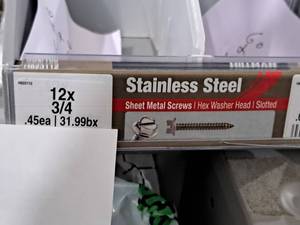 12x
3/4
.45ea | 31.99bx
Stainless Steel
Sheet Metal Screws | Hex Washer Head | Slotted